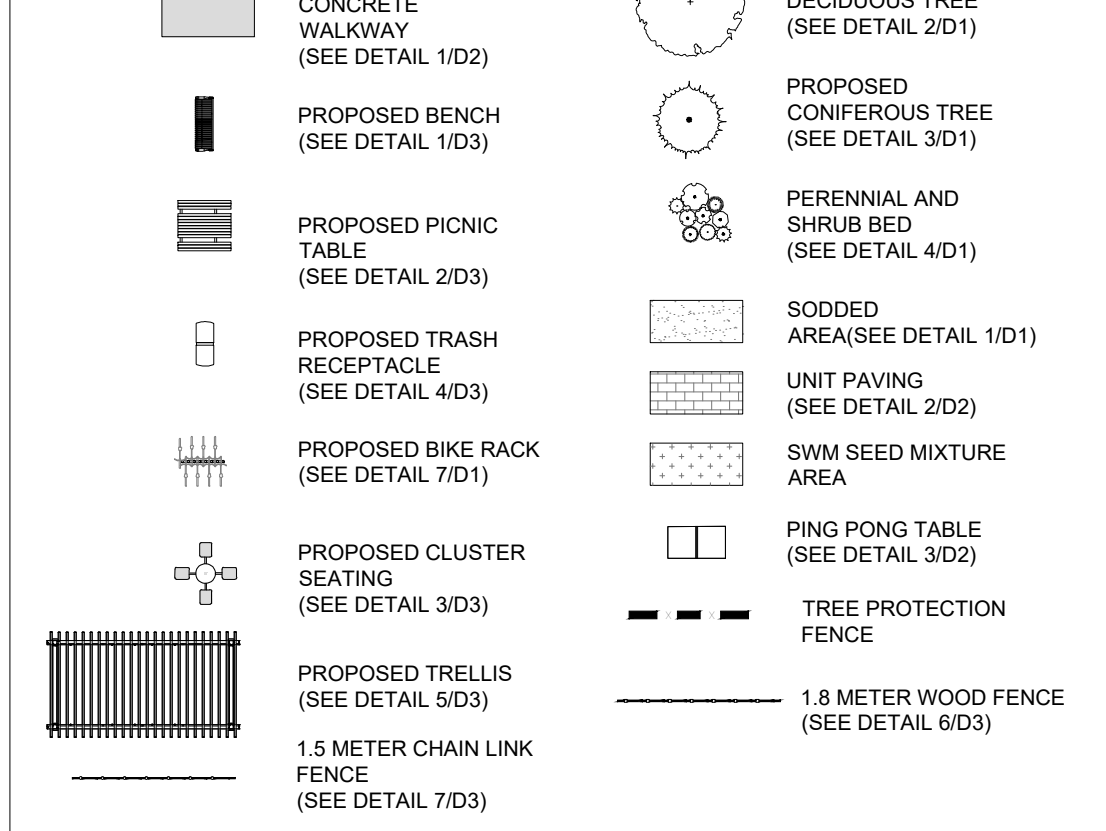 CONCRETE
WALKWAY
(SEE DETAIL 1/D2)
PROPOSED BENCH
(SEE DETAIL 1/D3)
PROPOSED PICNIC
TABLE
(SEE DETAIL 2/D3)
PROPOSED TRASH
RECEPTACLE
(SEE DETAIL 4/D3)
PROPOSED BIKE RACK
(SEE DETAIL 7/D1)
PROPOSED CLUSTER
SEATING
(SEE DETAIL 3/D3)
PROPOSED TRELLIS
(SEE DETAIL 5/D3)
1.5 METER CHAIN LINK
FENCE
(SEE DETAIL 7/D3)
DECIDUOUS TREE
(SEE DETAIL 2/D1)
PROPOSED
CONIFEROUS TREE
(SEE DETAIL 3/D1)
PERENNIAL AND
SHRUB BED
(SEE DETAIL 4/D1)
SODDED
AREA(SEE DETAIL 1/D1)
UNIT PAVING
(SEE DETAIL 2/D2)
SWM SEED MIXTURE
AREA
PING PONG TABLE
(SEE DETAIL 3/D2)
TREE PROTECTION
FENCE
1.8 METER WOOD FENCE
(SEE DETAIL 6/D3)